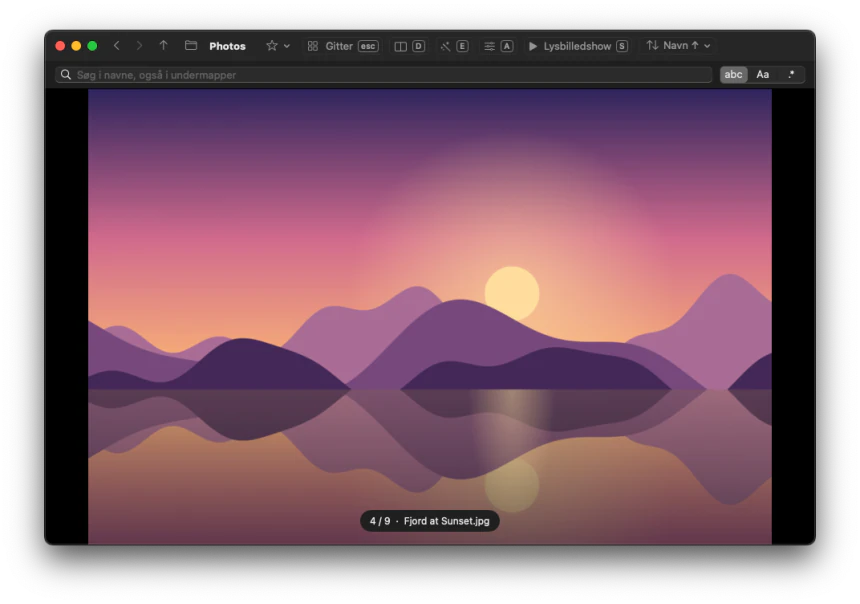 Photos Gitter esc D E A Lysbilledshow S Navn
Søg i navne, også i undermapper abc Aa .*
4 / 9 · Fjord at Sunset.jpg